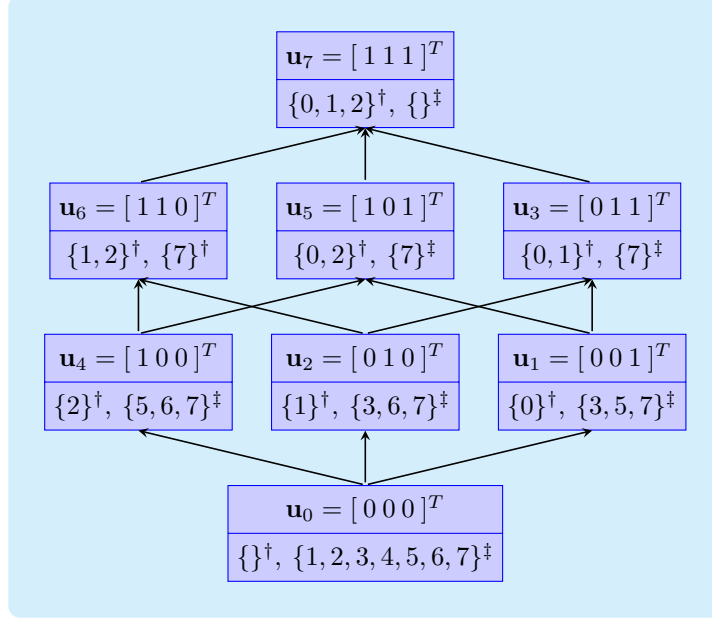 u₇ = [ 1 1 1 ]ᵀ
{0, 1, 2}†, {}‡
u₆ = [ 1 1 0 ]ᵀ
{1, 2}†, {7}†
u₅ = [ 1 0 1 ]ᵀ
{0, 2}†, {7}‡
u₃ = [ 0 1 1 ]ᵀ
{0, 1}†, {7}‡
u₄ = [ 1 0 0 ]ᵀ
{2}†, {5, 6, 7}‡
u₂ = [ 0 1 0 ]ᵀ
{1}†, {3, 6, 7}‡
u₁ = [ 0 0 1 ]ᵀ
{0}†, {3, 5, 7}‡
u₀ = [ 0 0 0 ]ᵀ
{}†, {1, 2, 3, 4, 5, 6, 7}‡